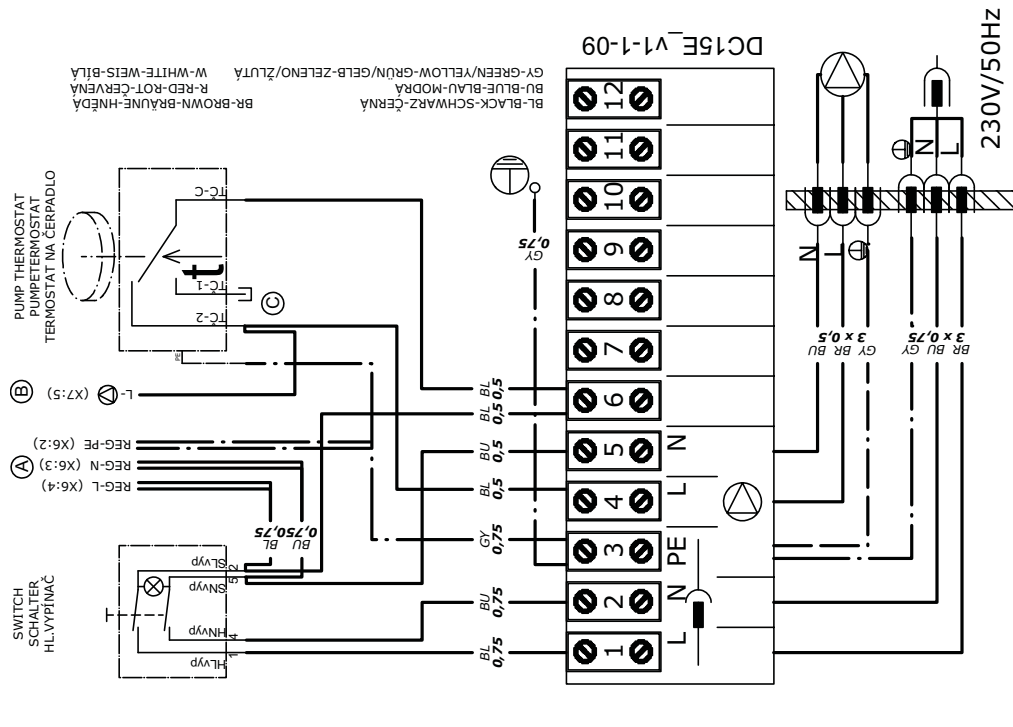 PUMP THERMOSTAT
PUMPETERMOSTAT
TERMOSTAT NA ČERPADLO
SWITCH
SCHALTER
HL.VYPÍNAČ
BL-BLACK-SCHWARZ-ČERNÁ
BU-BLUE-BLAU-MODRÁ
GY-GREEN/YELLOW-GRÜN/GELB-ZELENO/ŽLUTÁ
BR-BROWN-BRÄUNE-HNĚDÁ
R-RED-ROT-ČERVENÁ
W-WHITE-WEIS-BÍLÁ
DC15E_v1-1-09
230V/50Hz
TČ-C
TČ-1
TČ-2
t
PE
C
B
L- (X7:5)
A
REG-PE (X6:2)
REG-N (X6:3)
REG-L (X6:4)
BL 0,75
BU 0,75
SLvyp 2
SNvyp 5
HNvyp 4
HLvyp 1
GY 0,75
BL 0,5
BL 0,5
BU 0,5
BL 0,5
GY 0,75
BU 0,75
BL 0,75
12
11
10
9
8
7
6
5 N
4 L
3 PE
2 N
1 L
N
L
N
L
BU
BR 3 x 0,5
GY
GY
BU 3 x 0,75
BR